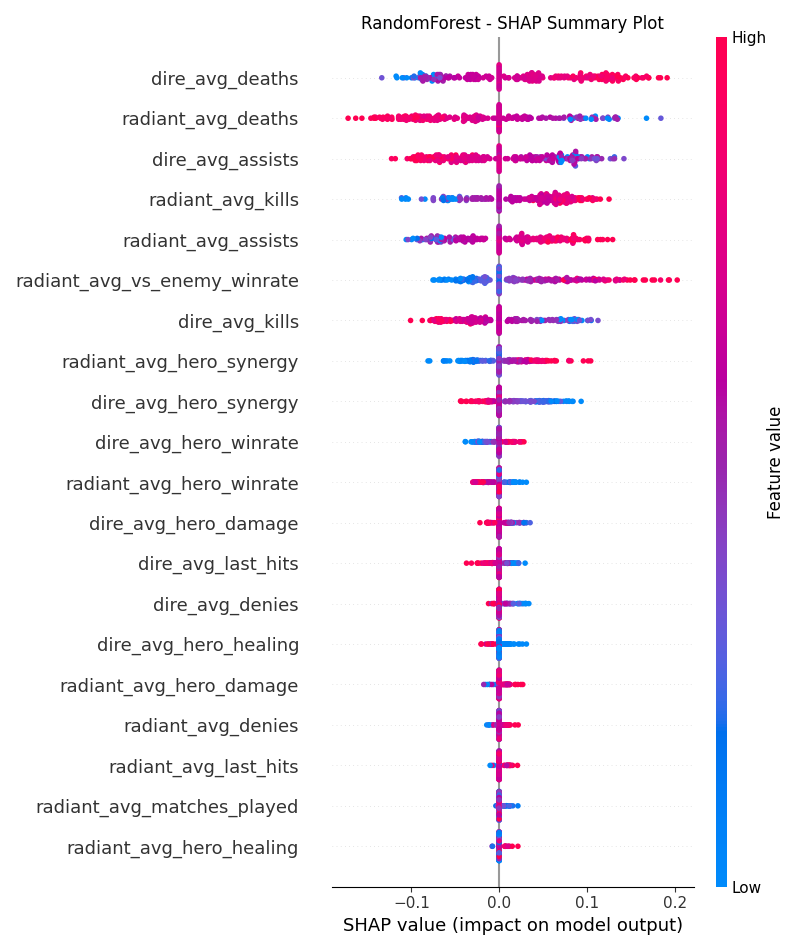 RandomForest - SHAP Summary Plot
High
dire_avg_deaths
radiant_avg_deaths
dire_avg_assists
radiant_avg_kills
radiant_avg_assists
radiant_avg_vs_enemy_winrate
dire_avg_kills
radiant_avg_hero_synergy
dire_avg_hero_synergy
dire_avg_hero_winrate
radiant_avg_hero_winrate
dire_avg_hero_damage
dire_avg_last_hits
dire_avg_denies
dire_avg_hero_healing
radiant_avg_hero_damage
radiant_avg_denies
radiant_avg_last_hits
radiant_avg_matches_played
radiant_avg_hero_healing
Feature value
Low
−0.1 0.0 0.1 0.2
SHAP value (impact on model output)